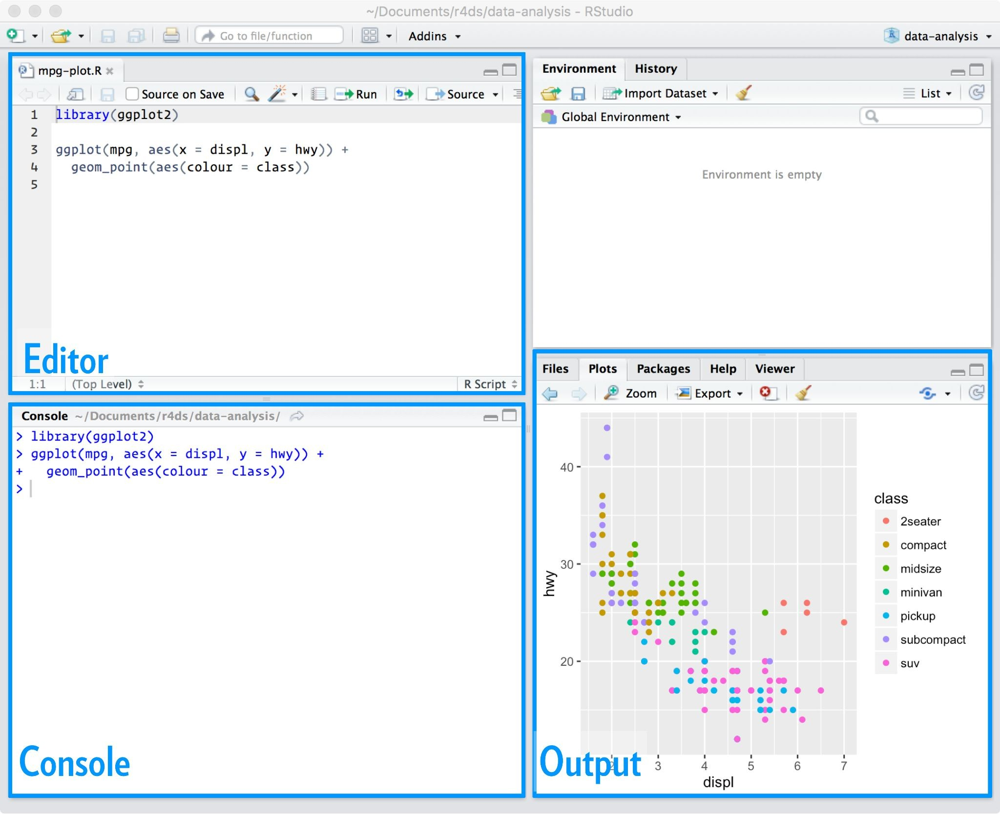 ~/Documents/r4ds/data-analysis - RStudio
Go to file/function
Addins
data-analysis
mpg-plot.R
Source on Save
Run
Source
1 library(ggplot2)
2
3 ggplot(mpg, aes(x = displ, y = hwy)) +
4 geom_point(aes(colour = class))
5
Editor
1:1 (Top Level) R Script
Console ~/Documents/r4ds/data-analysis/
> library(ggplot2)
> ggplot(mpg, aes(x = displ, y = hwy)) +
+ geom_point(aes(colour = class))
>
Console
Environment History
Import Dataset List
Global Environment
Environment is empty
Files Plots Packages Help Viewer
Zoom Export
40
30
20
hwy
2 3 4 5 6 7
displ
class
2seater
compact
midsize
minivan
pickup
subcompact
suv
Output